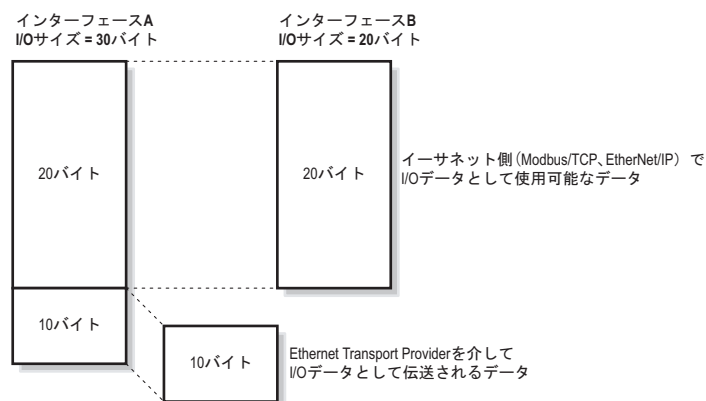 インターフェースA
I/Oサイズ = 30バイト
インターフェースB
I/Oサイズ = 20バイト
20バイト
20バイト
イーサネット側（Modbus/TCP、EtherNet/IP）で
I/Oデータとして使用可能なデータ
10バイト
10バイト
Ethernet Transport Providerを介して
I/Oデータとして伝送されるデータ